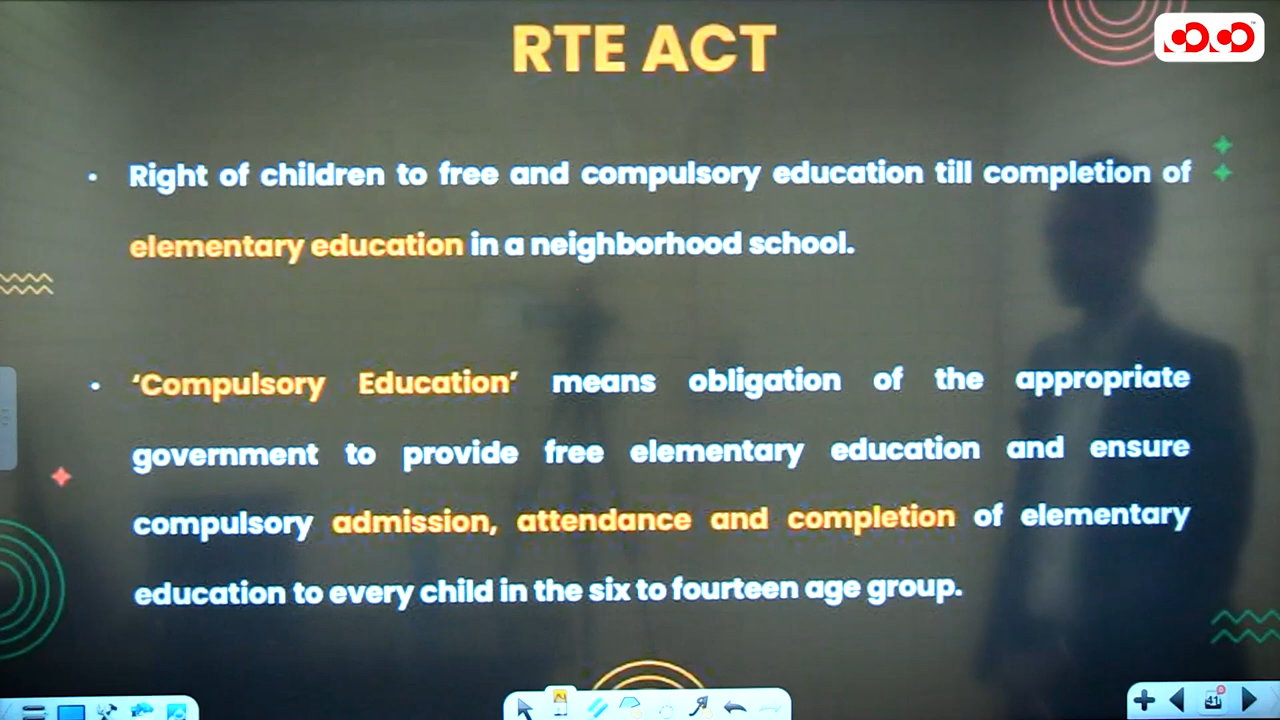 RTE ACT
• Right of children to free and compulsory education till completion of
elementary education in a neighborhood school.
• ‘Compulsory Education’ means obligation of the appropriate
government to provide free elementary education and ensure
compulsory admission, attendance and completion of elementary
education to every child in the six to fourteen age group.
41